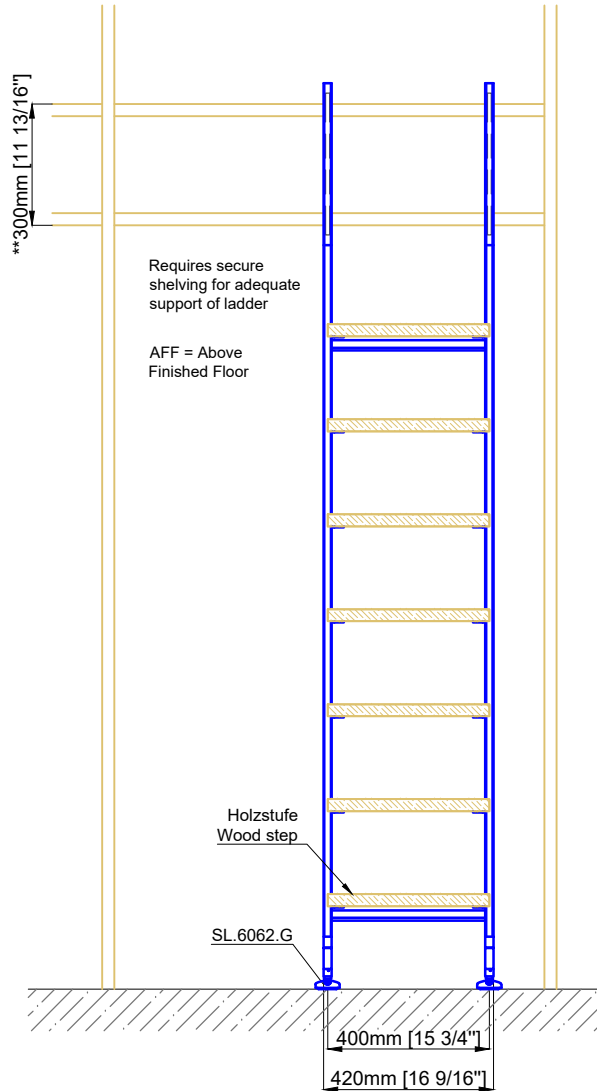 **300mm [11 13/16"]
Requires secure
shelving for adequate
support of ladder
AFF = Above
Finished Floor
Holzstufe
Wood step
SL.6062.G
400mm [15 3/4"]
420mm [16 9/16"]